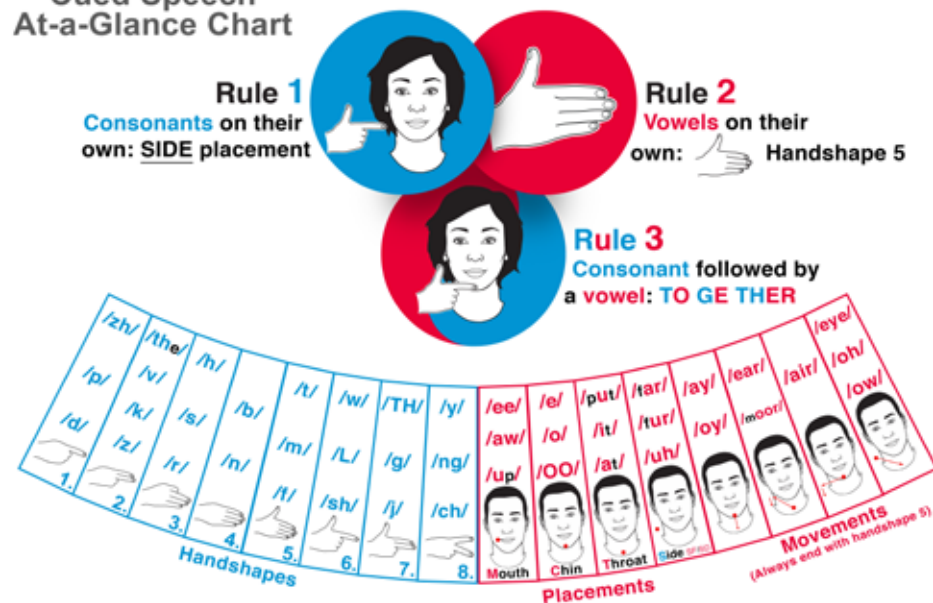 Cued Speech
At-a-Glance Chart
Rule 1
Consonants on their
own: SIDE placement
Rule 2
Vowels on their
own: Handshape 5
Rule 3
Consonant followed by
a vowel: TO GE THER
/zh/
/p/
/d/
1.
/the/
/v/
/k/
/z/
2.
/h/
/s/
/r/
3.
/b/
/n/
4.
/t/
/m/
/f/
5.
/w/
/L/
/sh/
6.
/TH/
/g/
/j/
7.
/y/
/ng/
/ch/
8.
/ee/
/aw/
/up/
Mouth
/e/
/o/
/OO/
Chin
/put/
/it/
/at/
Throat
/far/
/fur/
/uh/
Side
/ay/
/oy/
/ear/
/moor/
/air/
/eye/
/oh/
/ow/
Handshapes
Placements
Movements
(Always end with handshape 5)